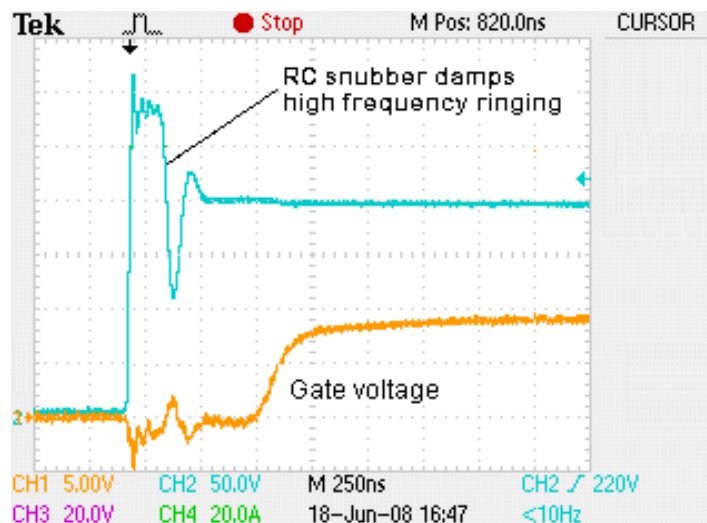 Tek Stop M Pos: 820.0ns CURSOR
RC snubber damps
high frequency ringing
Gate voltage
CH1 5.00V CH2 50.0V M 250ns CH2 / 220V
CH3 20.0V CH4 20.0A 18-Jun-08 16:47 <10Hz